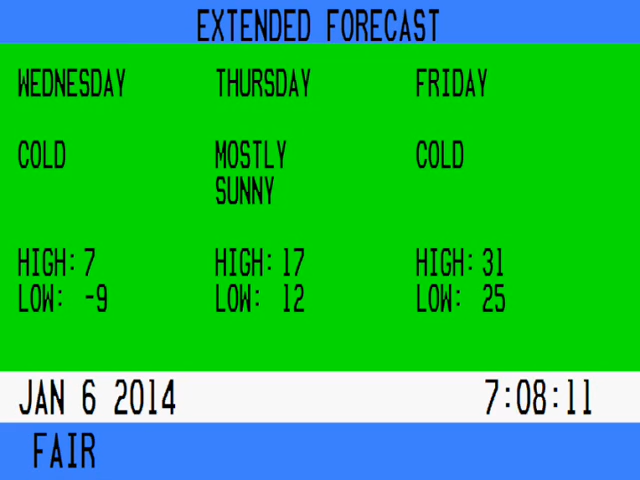 EXTENDED FORECAST
WEDNESDAY THURSDAY FRIDAY
COLD MOSTLY COLD
SUNNY
HIGH: 7 HIGH: 17 HIGH: 31
LOW: -9 LOW: 12 LOW: 25
JAN 6 2014 7:08:11
FAIR